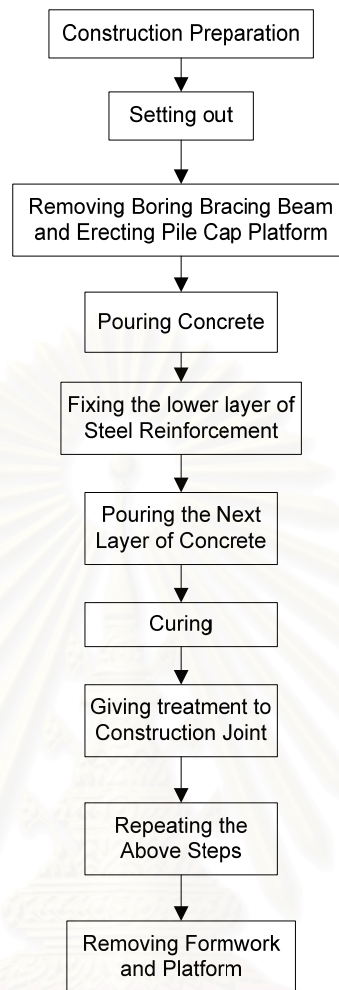 Construction Preparation
Setting out
Removing Boring Bracing Beam
and Erecting Pile Cap Platform
Pouring Concrete
Fixing the lower layer of
Steel Reinforcement
Pouring the Next
Layer of Concrete
Curing
Giving treatment to
Construction Joint
Repeating the
Above Steps
Removing Formwork
and Platform